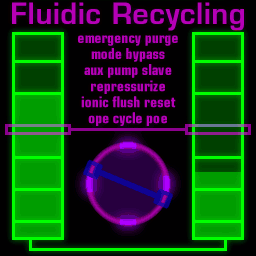 Fluidic Recycling
emergency purge
mode bypass
aux pump slave
repressurize
ionic flush reset
ope cycle poe